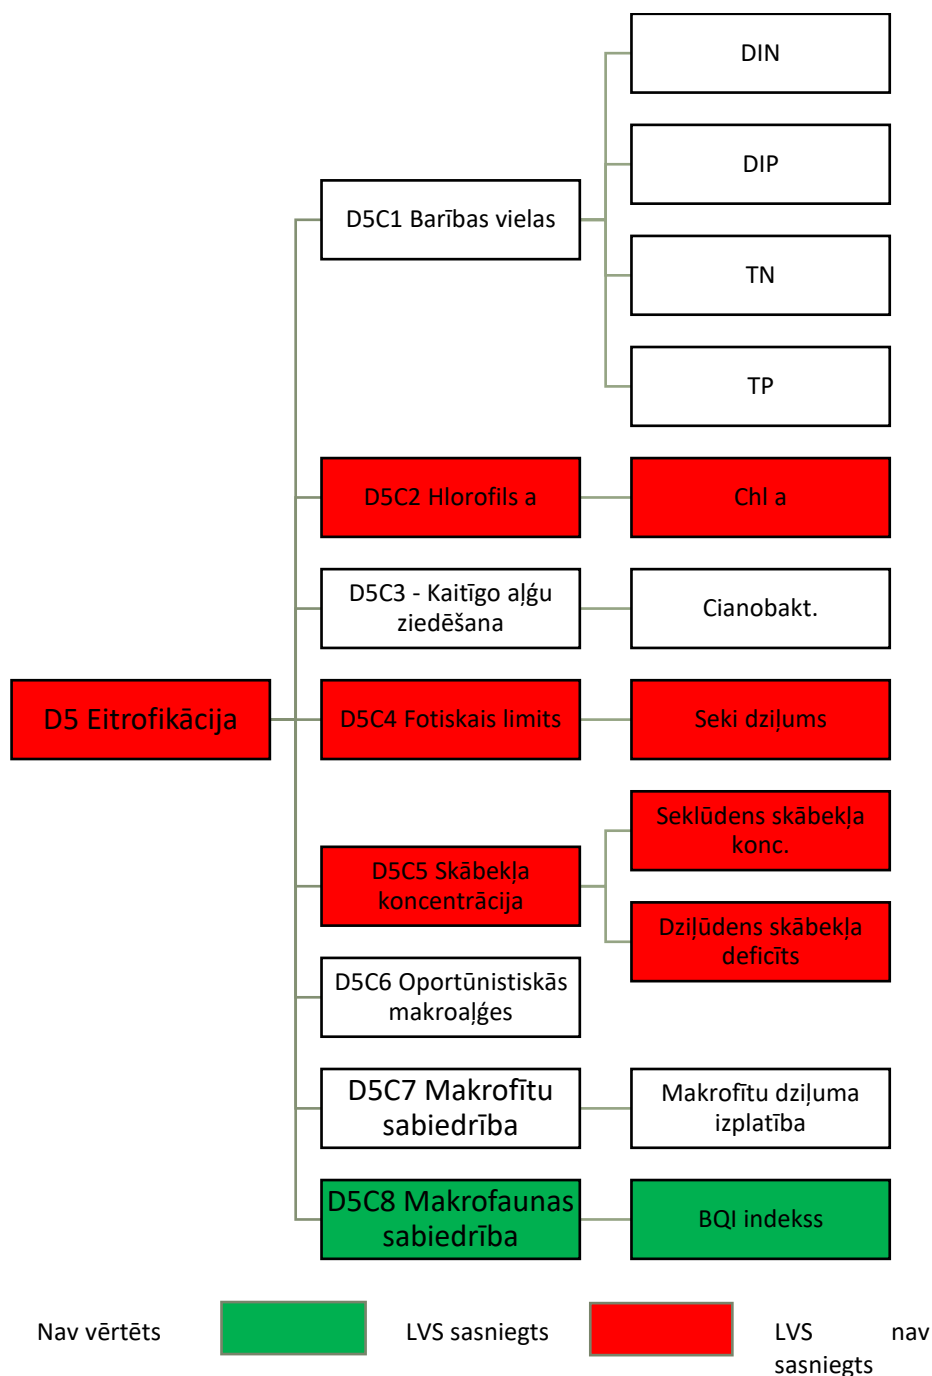 DIN
DIP
D5C1 Barības vielas
TN
TP
D5C2 Hlorofils a
Chl a
D5C3 - Kaitīgo aļģu
ziedēšana
Cianobakt.
D5 Eitrofikācija
D5C4 Fotiskais līmits
Seki dziļums
Seklūdens skābekļa
konc.
D5C5 Skābekļa
koncentrācija
Dziļūdens skābekļa
deficīts
D5C6 Oportūnistiskās
makroaļģes
D5C7 Makrofītu
sabiedrība
Makrofītu dziļuma
izplatība
D5C8 Makrofaunas
sabiedrība
BQI indekss
Nav vērtēts
LVS sasniegts
LVS nav
sasniegts